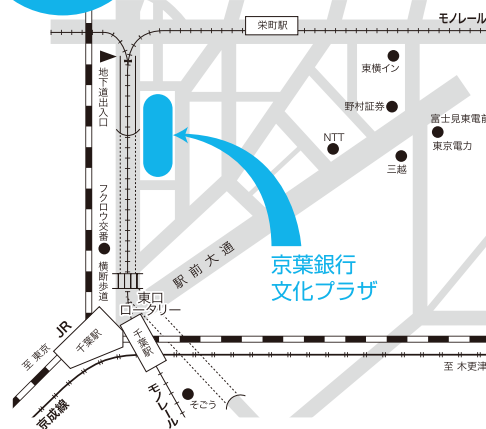 栄町駅
モノレール
東横イン
地下道出入口
野村証券
富士見東電前
東京電力
NTT
三越
フクロウ交番
横断歩道
駅前大通
京葉銀行
文化プラザ
東口
ロータリー
JR
千葉駅
千葉駅
至 東京
至 木更津
モノレール
そごう
京成線